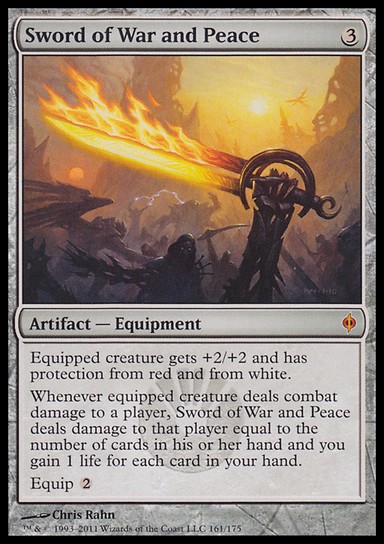 Sword of War and Peace 3
Artifact — Equipment
Equipped creature gets +2/+2 and has
protection from red and from white.
Whenever equipped creature deals combat
damage to a player, Sword of War and Peace
deals damage to that player equal to the
number of cards in his or her hand and you
gain 1 life for each card in your hand.
Equip 2
Chris Rahn
™ & © 1993-2011 Wizards of the Coast LLC 161/175